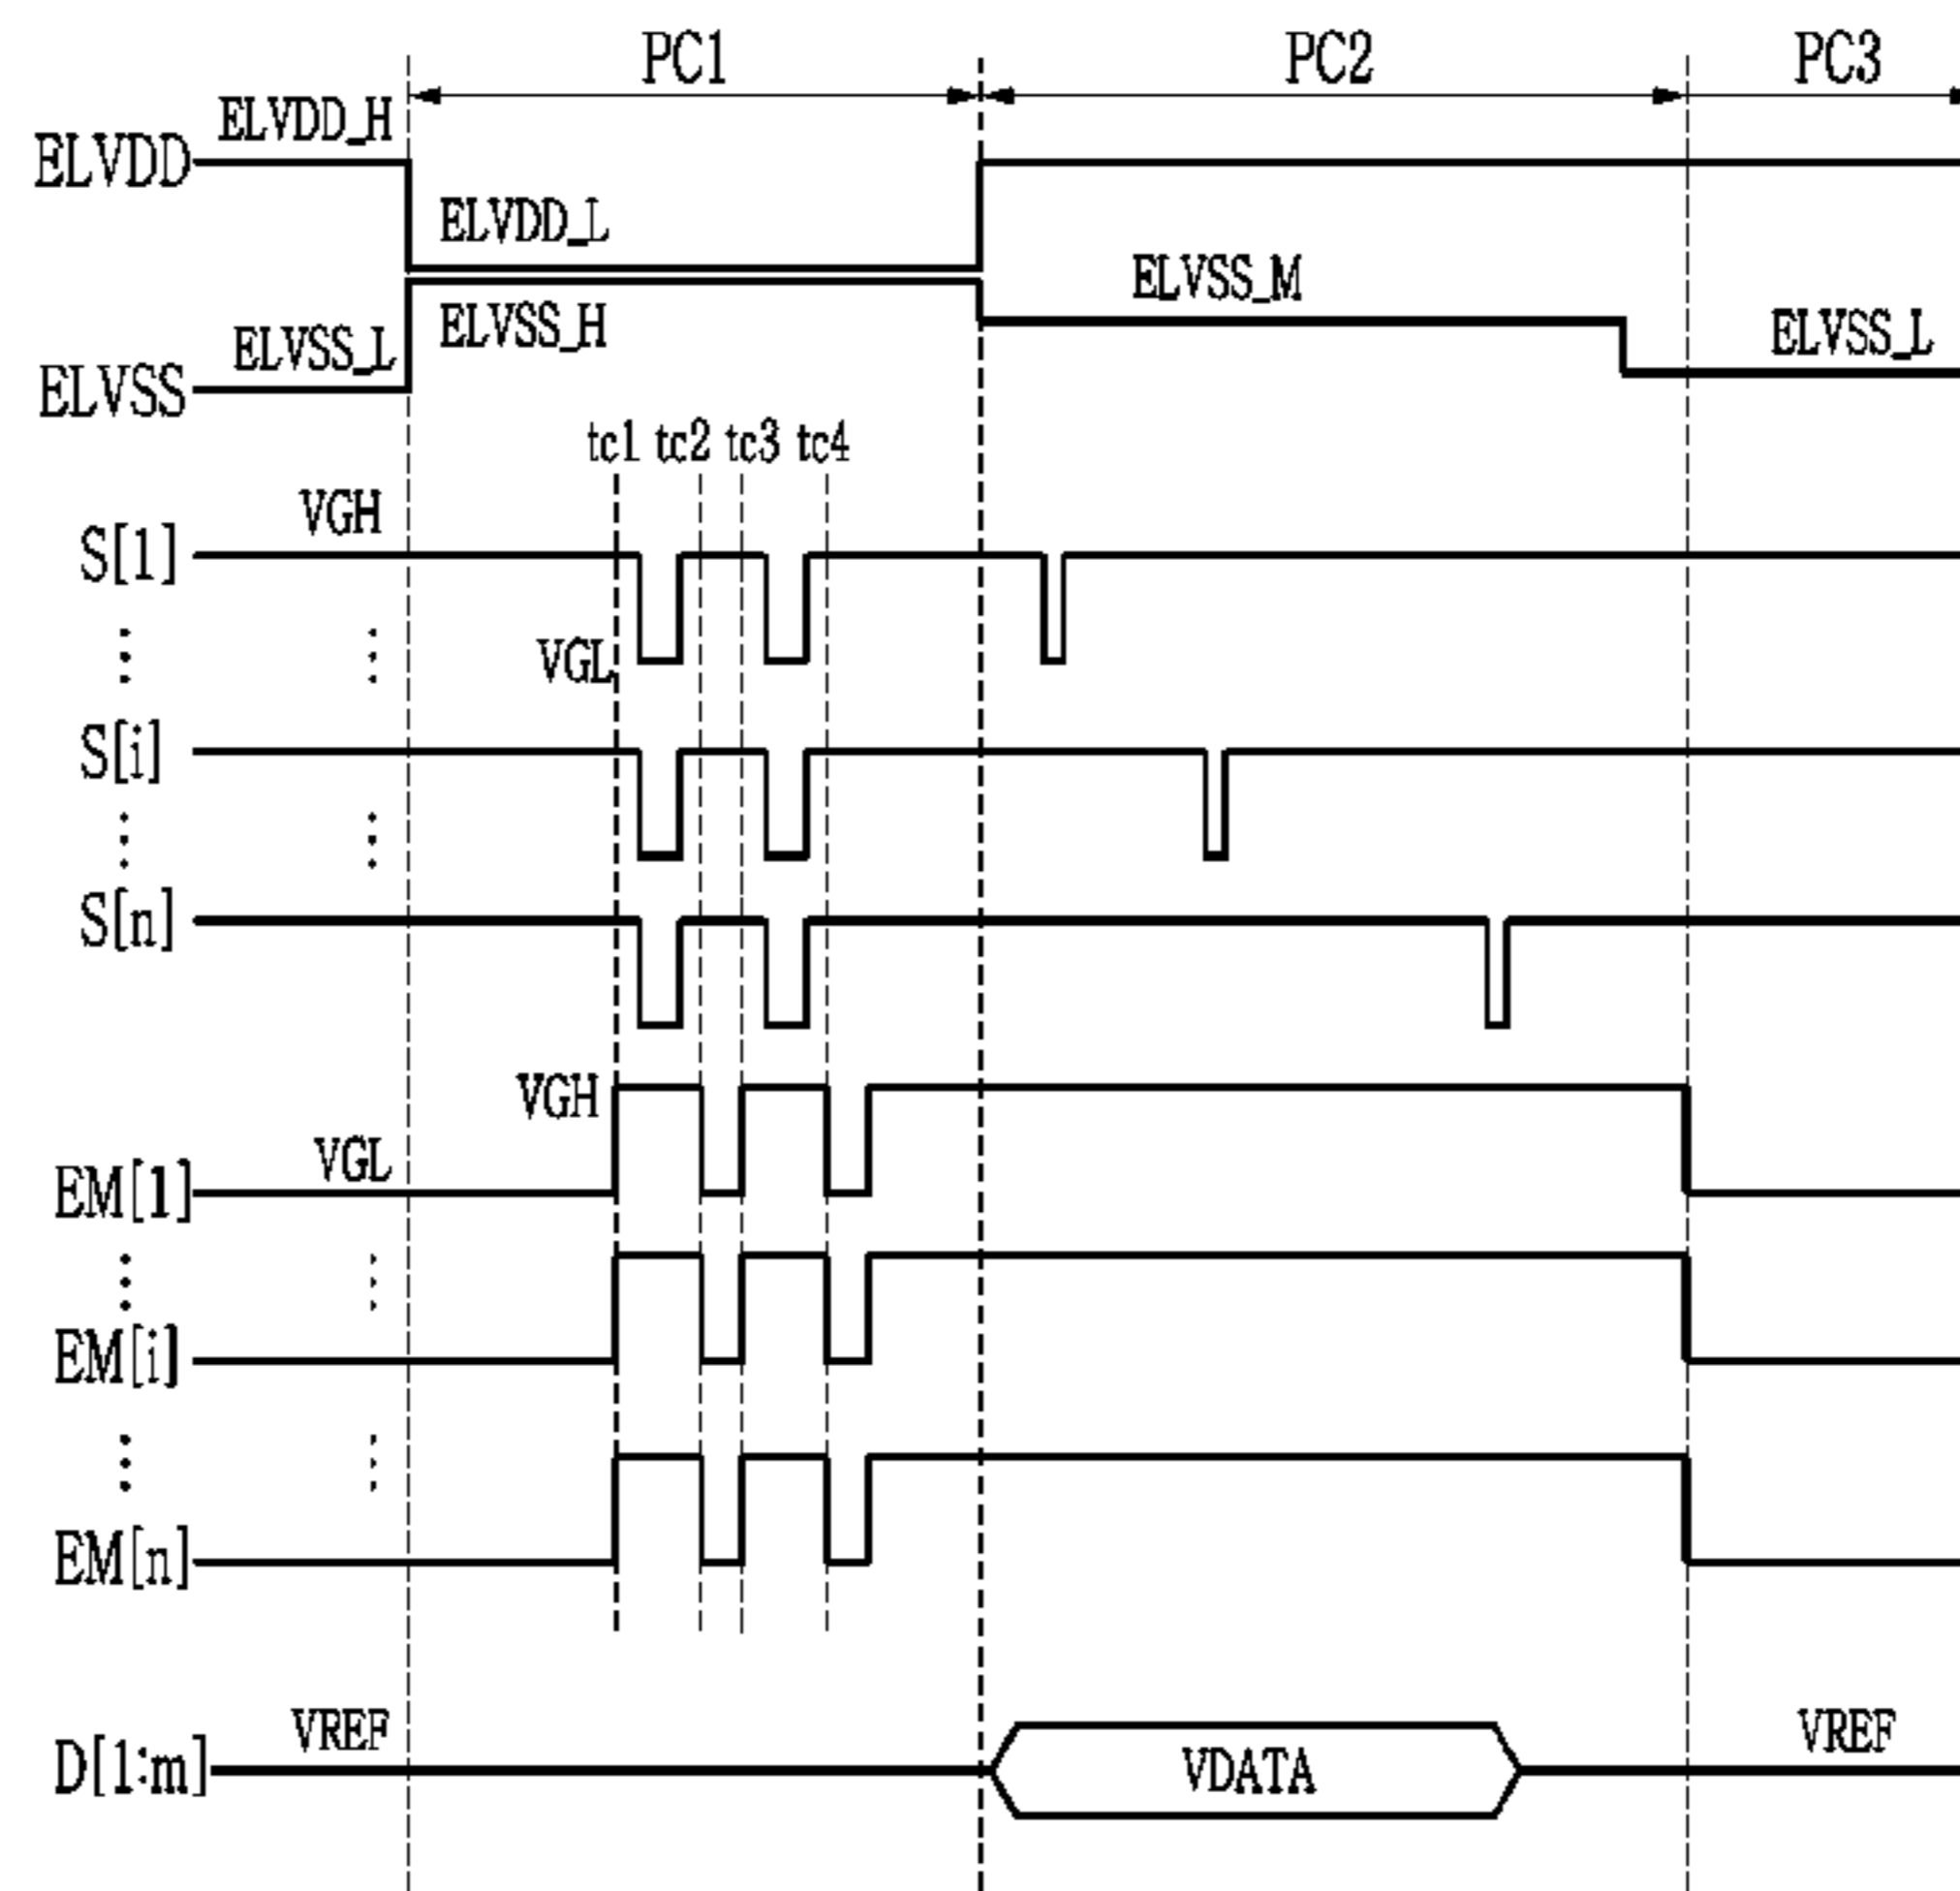 PC1 PC2 PC3
ELVDD_H
ELVDD
ELVDD_L
ELVSS_M
ELVSS_H
ELVSS_L ELVSS_L
ELVSS
tc1 tc2 tc3 tc4
VGH
S[1]
VGL
S[i]
S[n]
VGH
VGL
EM[1]
EM[i]
EM[n]
VREF VREF
D[1:m] VDATA